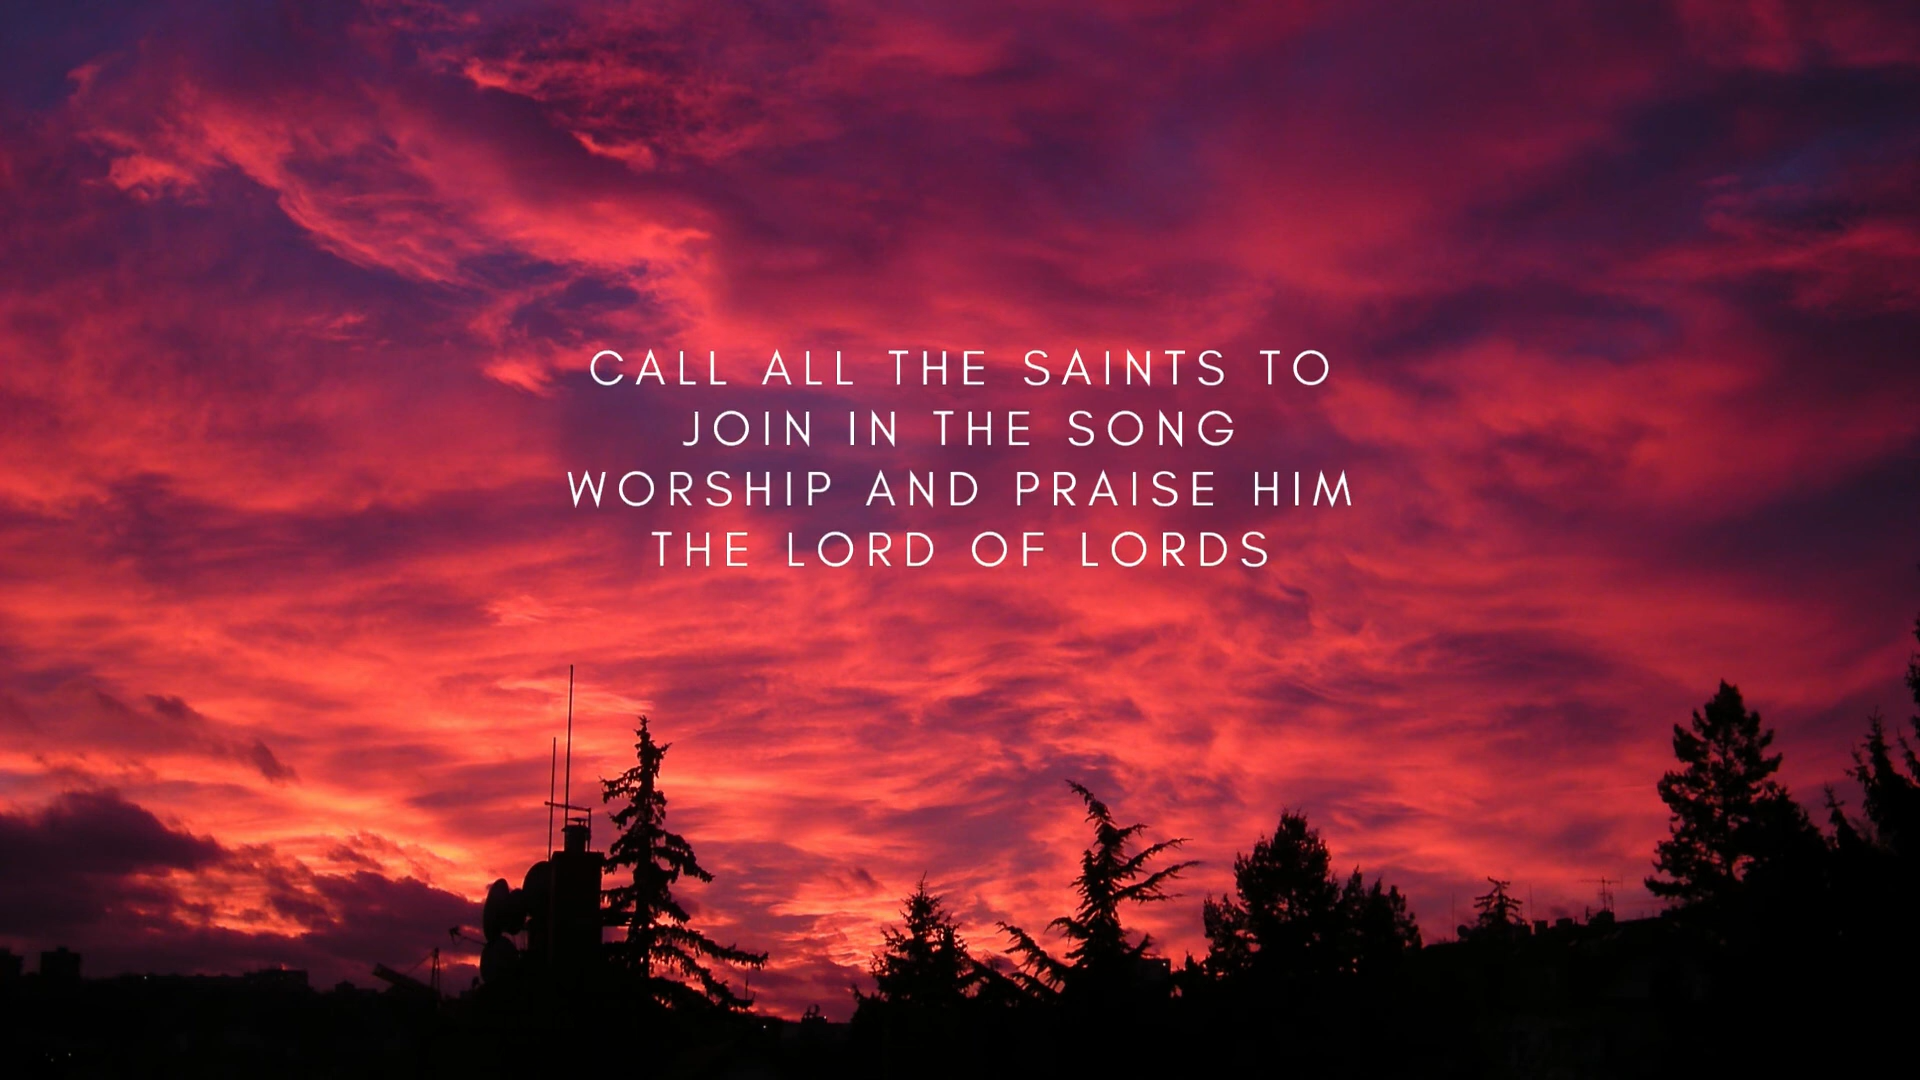 CALL ALL THE SAINTS TO
JOIN IN THE SONG
WORSHIP AND PRAISE HIM
THE LORD OF LORDS